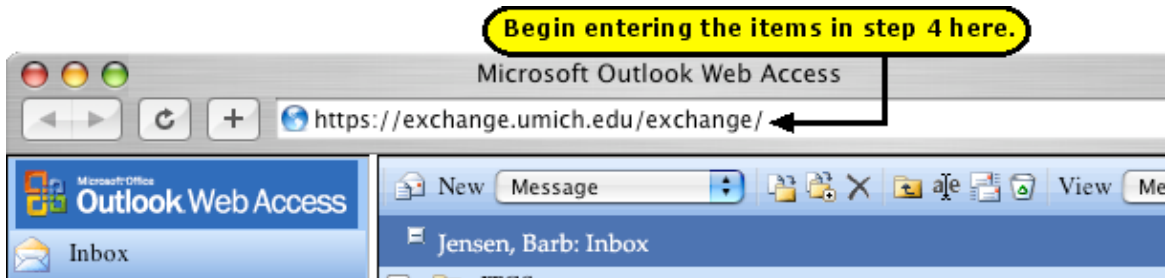 Begin entering the items in step 4 here.
Microsoft Outlook Web Access
https://exchange.umich.edu/exchange/
Microsoft Office
Outlook Web Access
New Message View Me
Jensen, Barb: Inbox
Inbox